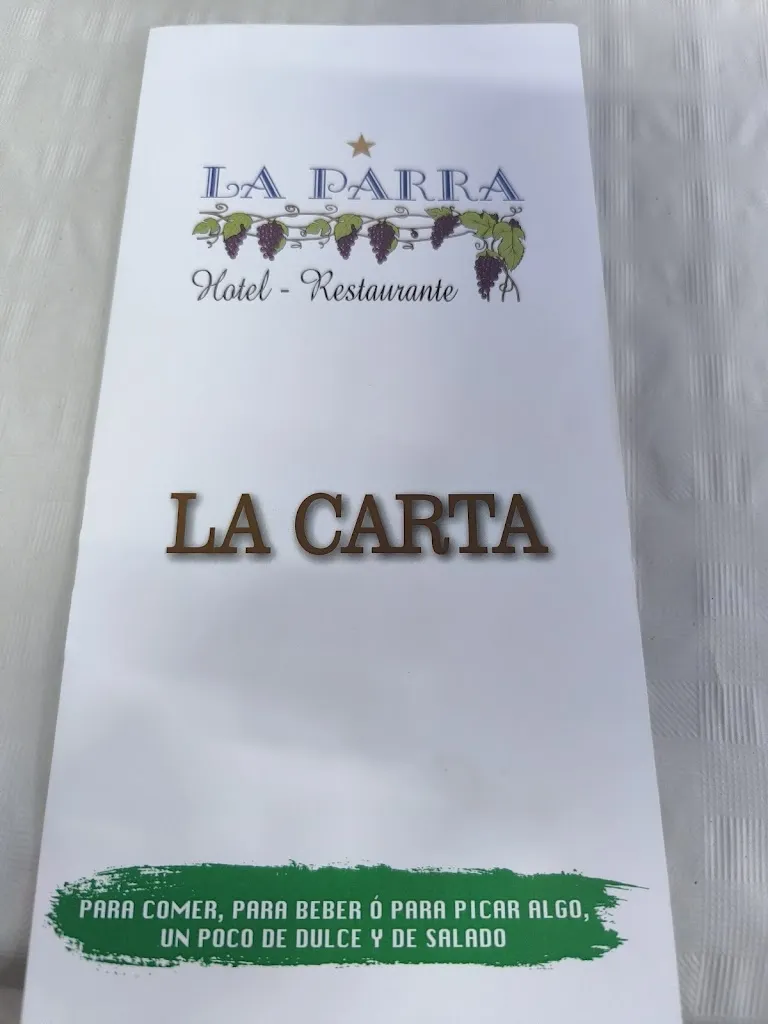 LA PARRA
Hotel - Restaurante
LA CARTA
PARA COMER, PARA BEBER Ó PARA PICAR ALGO,
UN POCO DE DULCE Y DE SALADO